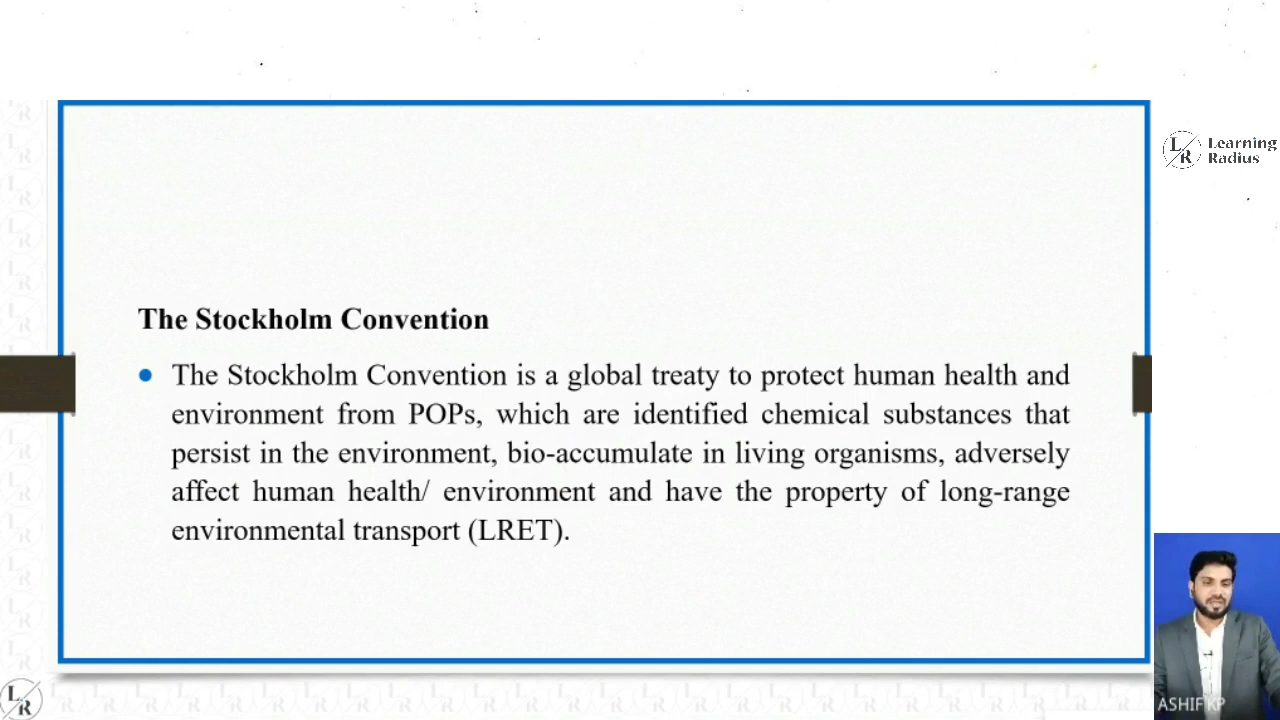 The Stockholm Convention
The Stockholm Convention is a global treaty to protect human health and
environment from POPs, which are identified chemical substances that
persist in the environment, bio-accumulate in living organisms, adversely
affect human health/ environment and have the property of long-range
environmental transport (LRET).
L
R
Learning
Radius
ASHIF KP
L
R